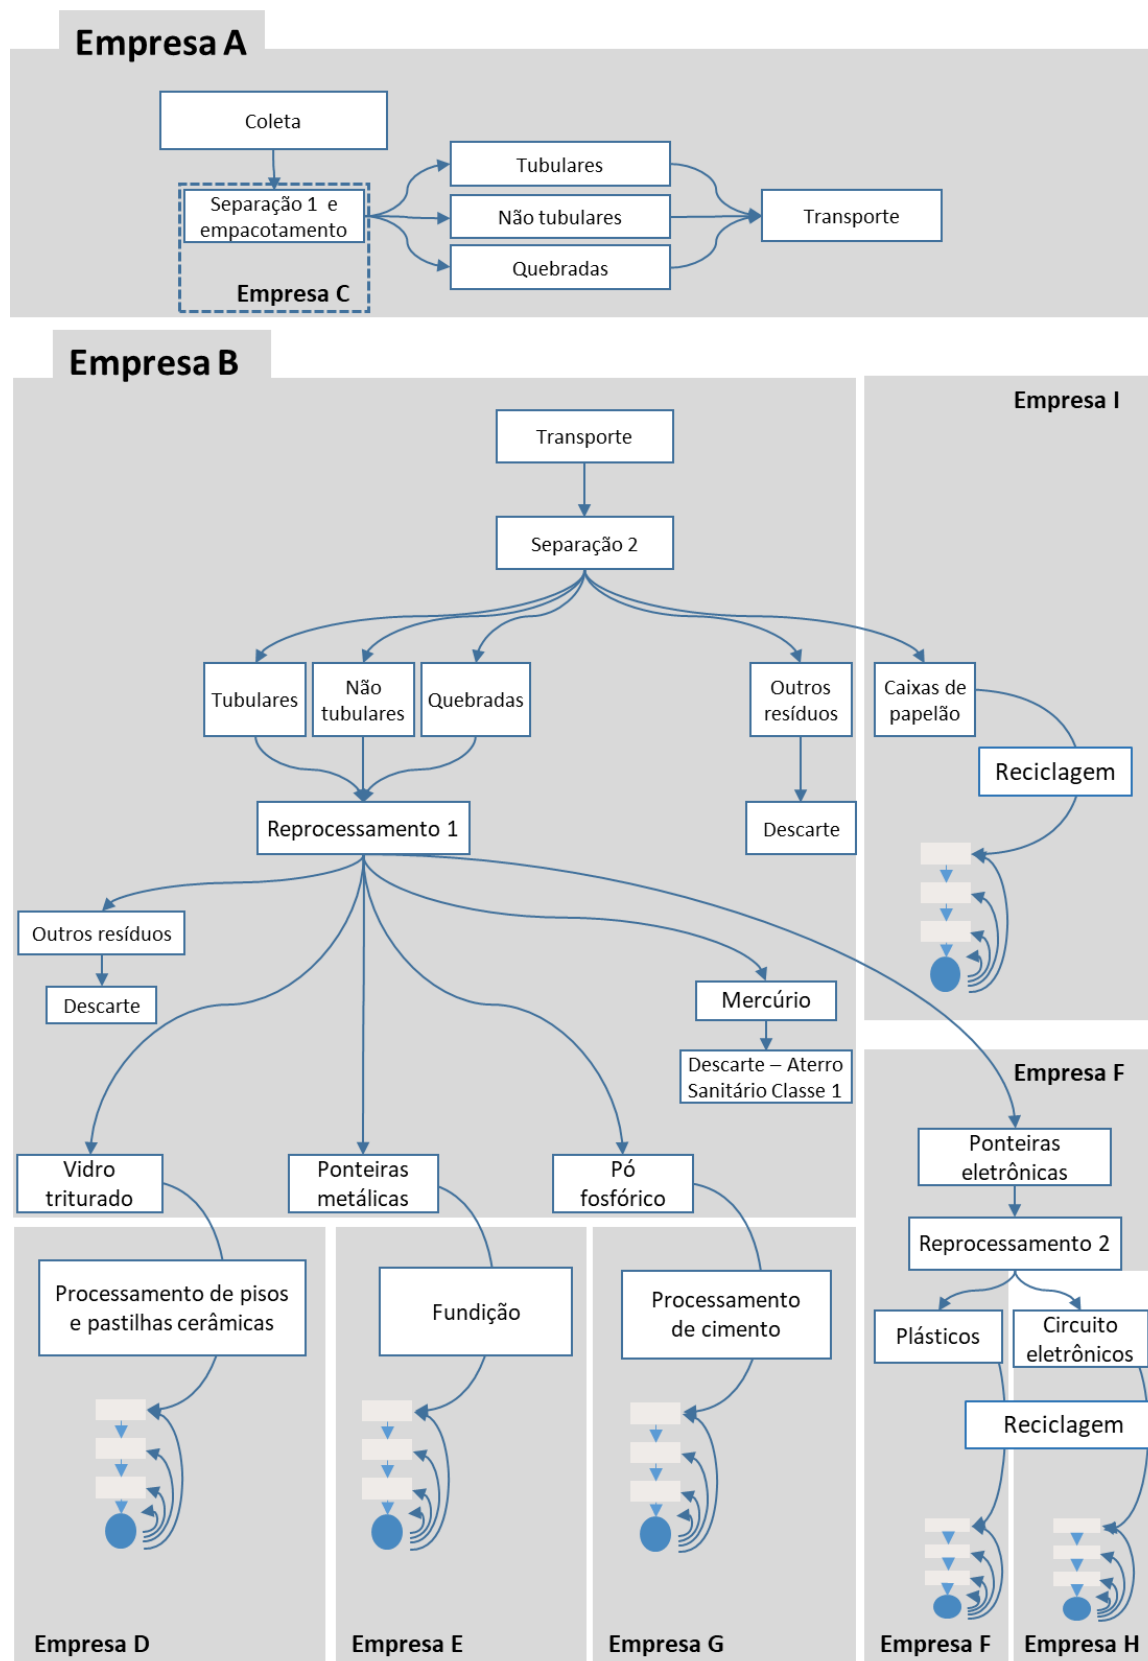 Empresa A
Coleta
Separação 1 e
empacotamento
Empresa C
Tubulares
Não tubulares
Quebradas
Transporte
Empresa B
Transporte
Separação 2
Tubulares
Não
tubulares
Quebradas
Outros
resíduos
Descarte
Reprocessamento 1
Outros resíduos
Descarte
Mercúrio
Descarte – Aterro
Sanitário Classe 1
Vidro
triturado
Ponteiras
metálicas
Pó
fosfórico
Empresa I
Caixas de
papelão
Reciclagem
Empresa F
Ponteiras
eletrônicas
Reprocessamento 2
Plásticos
Circuito
eletrônicos
Reciclagem
Processamento de pisos
e pastilhas cerâmicas
Fundição
Processamento
de cimento
Empresa D
Empresa E
Empresa G
Empresa F
Empresa H